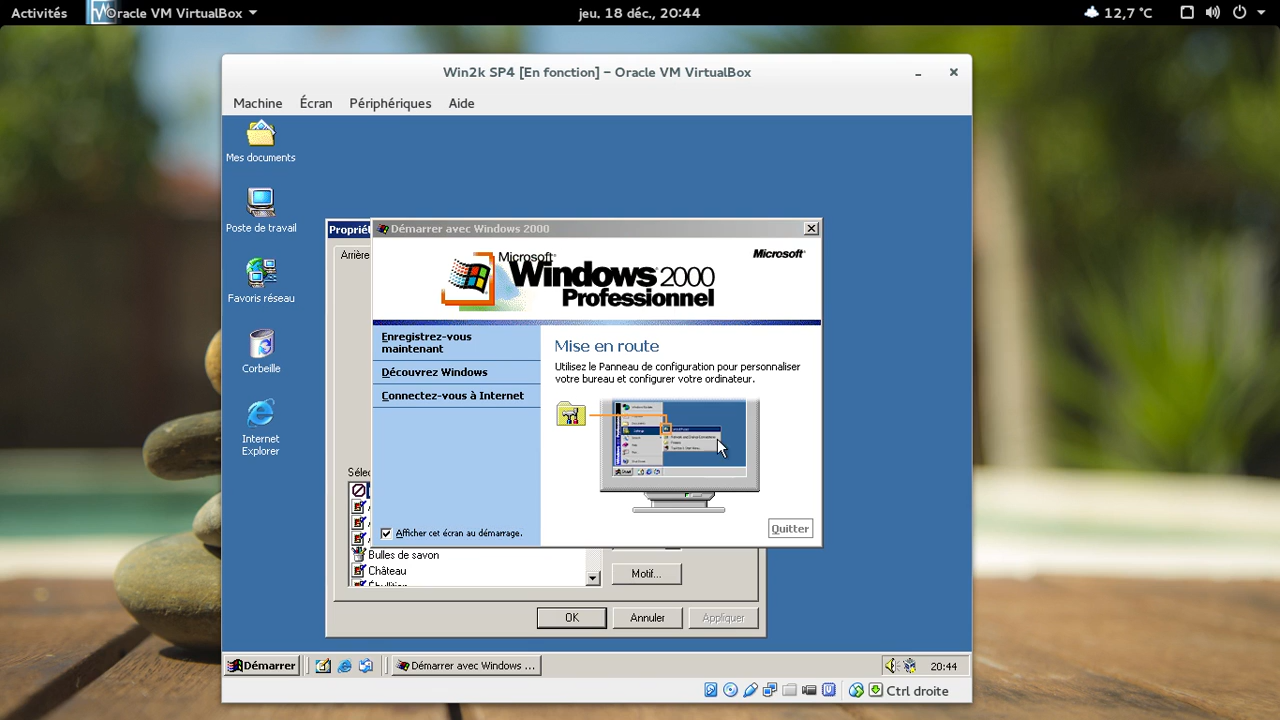 Activités
Oracle VM VirtualBox
jeu. 18 déc., 20:44
12,7 °C
Win2k SP4 [En fonction] – Oracle VM VirtualBox
Machine
Écran
Périphériques
Aide
Mes documents
Poste de travail
Favoris réseau
Corbeille
Internet
Explorer
Démarrer avec Windows 2000
Microsoft
Windows 2000
Professionnel
Microsoft
Enregistrez-vous
maintenant
Découvrez Windows
Connectez-vous à Internet
Mise en route
Utilisez le Panneau de configuration pour personnaliser
votre bureau et configurer votre ordinateur.
Afficher cet écran au démarrage.
Quitter
Bulles de savon
Château
Motif...
OK
Annuler
Appliquer
Démarrer
Démarrer avec Windows ...
20:44
Ctrl droite